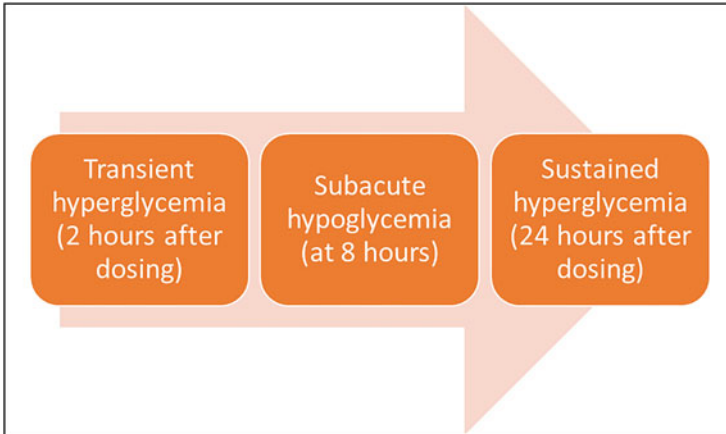 Transient
hyperglycemia
(2 hours after
dosing)
Subacute
hypoglycemia
(at 8 hours)
Sustained
hyperglycemia
(24 hours after
dosing)